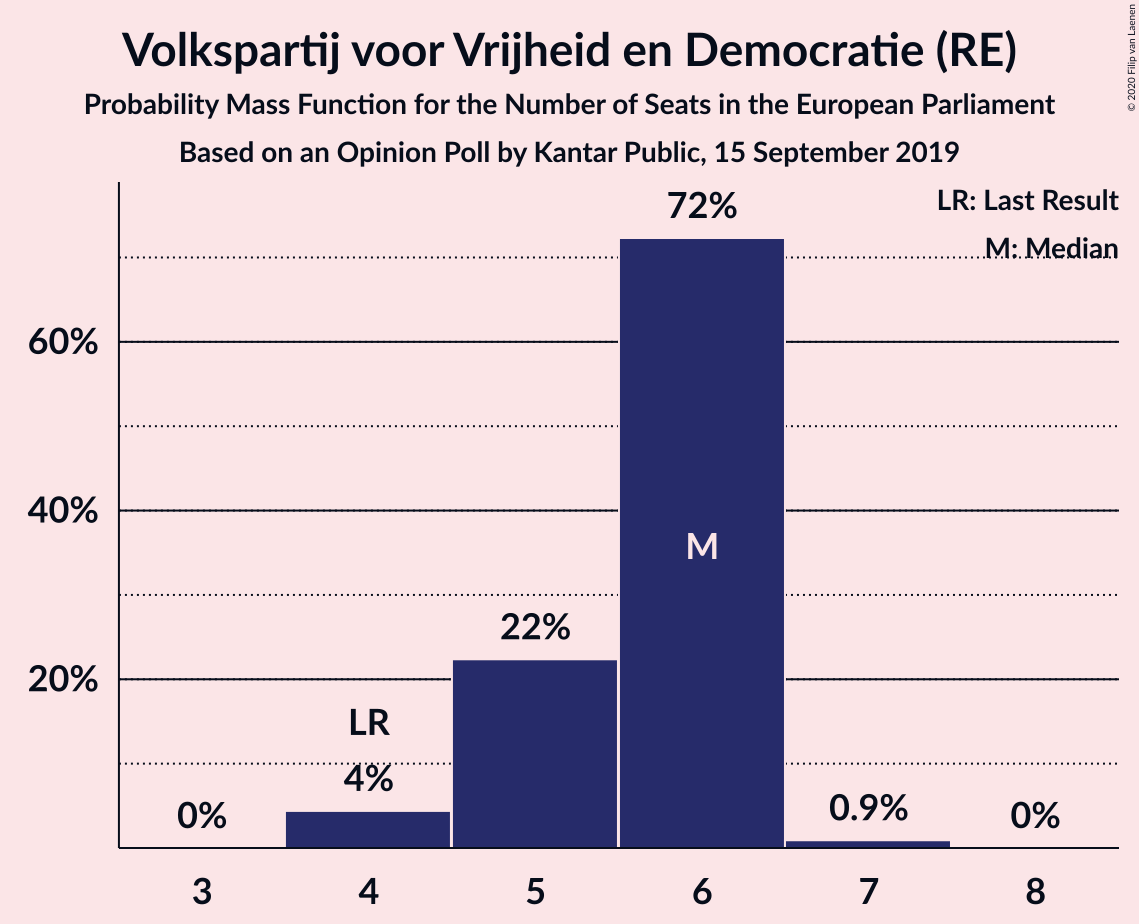 Volkspartij voor Vrijheid en Democratie (RE)
Probability Mass Function for the Number of Seats in the European Parliament
Based on an Opinion Poll by Kantar Public, 15 September 2019
© 2020 Filip van Laenen
LR: Last Result
M: Median
72%
60%
40%
M
22%
20%
LR
4%
0%
0.9%
0%
3 4 5 6 7 8